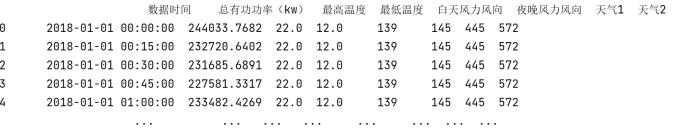 数据时间 总有功功率（kw） 最高温度 最低温度 白天风力风向 夜晚风力风向 天气1 天气2
0 2018-01-01 00:00:00 244033.7682 22.0 12.0 139 145 445 572
1 2018-01-01 00:15:00 232720.6402 22.0 12.0 139 145 445 572
2 2018-01-01 00:30:00 231685.6891 22.0 12.0 139 145 445 572
3 2018-01-01 00:45:00 227581.3317 22.0 12.0 139 145 445 572
4 2018-01-01 01:00:00 233482.4269 22.0 12.0 139 145 445 572
... ... ... ... ... ... ... ...